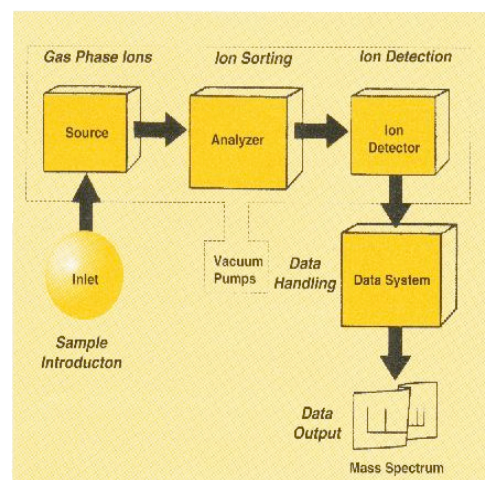 Gas Phase Ions
Ion Sorting
Ion Detection
Source
Analyzer
Ion
Detector
Inlet
Vacuum
Pumps
Data
Handling
Data System
Sample
Introducton
Data
Output
Mass Spectrum